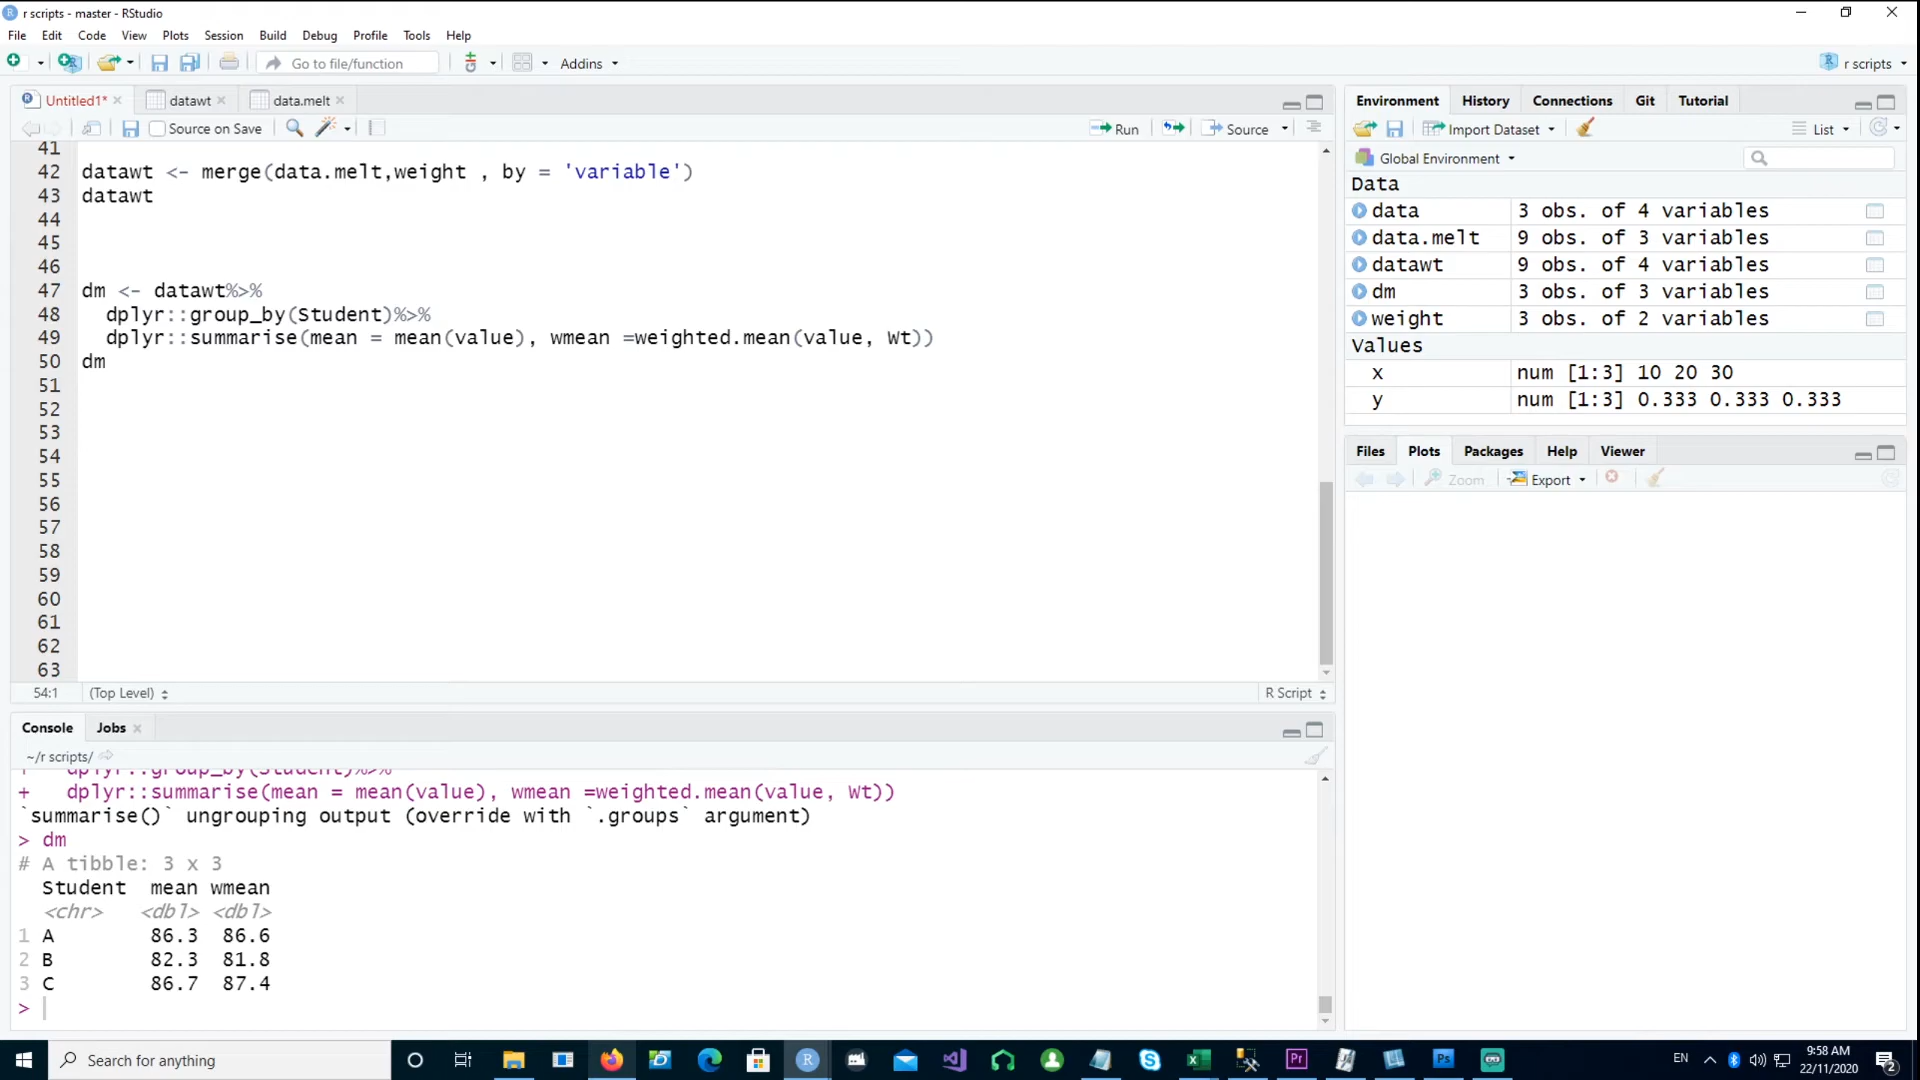 r scripts - master - RStudio
File Edit Code View Plots Session Build Debug Profile Tools Help
Go to file/function Addins r scripts
Untitled1* datawt data.melt
Source on Save Run Source
41
42 datawt <- merge(data.melt,weight , by = 'variable')
43 datawt
44
45
46
47 dm <- datawt%>%
48 dplyr::group_by(Student)%>%
49 dplyr::summarise(mean = mean(value), wmean =weighted.mean(value, Wt))
50 dm
51
52
53
54
55
56
57
58
59
60
61
62
63
54:1 (Top Level) R Script
Console Jobs
~/r scripts/
+ dplyr::group_by(Student)%>%
+ dplyr::summarise(mean = mean(value), wmean =weighted.mean(value, Wt))
`summarise()` ungrouping output (override with `.groups` argument)
> dm
# A tibble: 3 x 3
Student mean wmean
<chr> <dbl> <dbl>
1 A 86.3 86.6
2 B 82.3 81.8
3 C 86.7 87.4
>
Environment History Connections Git Tutorial
Import Dataset List
Global Environment
Data
data 3 obs. of 4 variables
data.melt 9 obs. of 3 variables
datawt 9 obs. of 4 variables
dm 3 obs. of 3 variables
weight 3 obs. of 2 variables
Values
x num [1:3] 10 20 30
y num [1:3] 0.333 0.333 0.333
Files Plots Packages Help Viewer
Zoom Export
Search for anything
EN 9:58 AM
22/11/2020
2